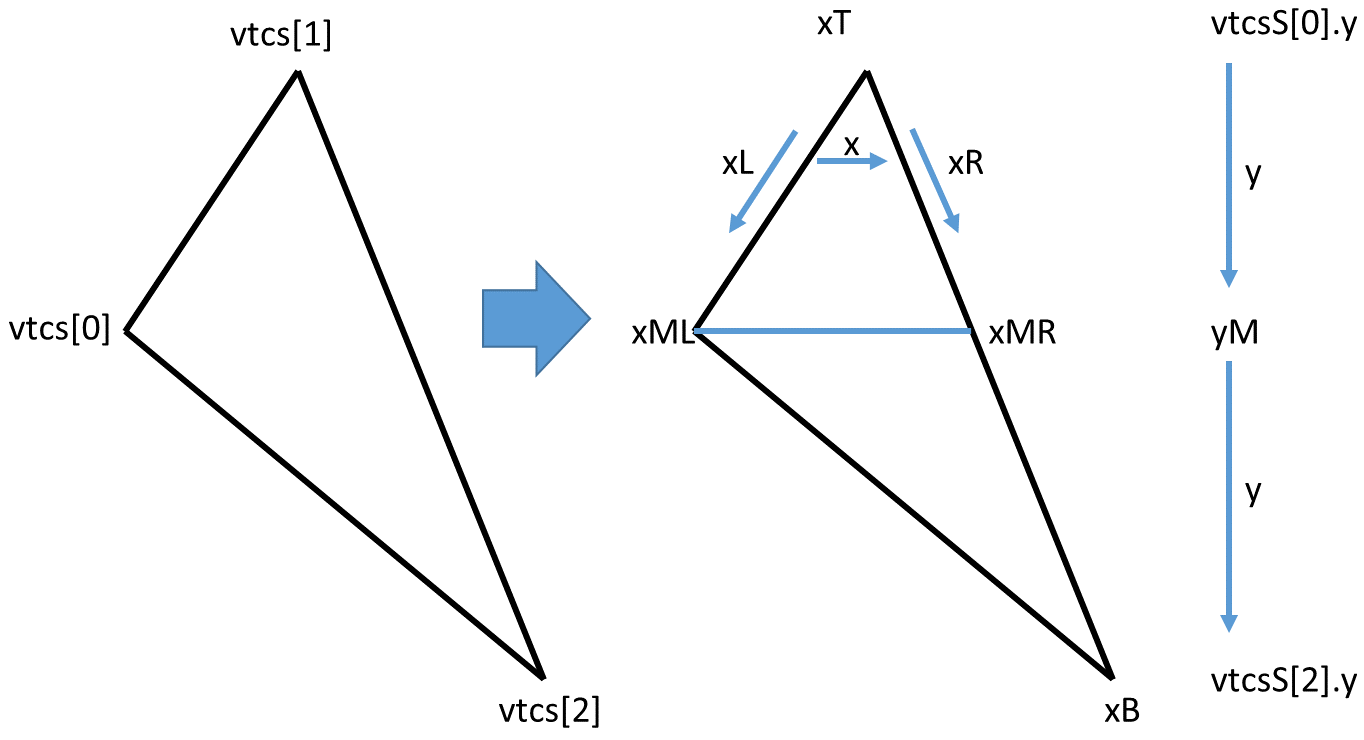 vtcs[1]
vtcs[0]
vtcs[2]
xT
xL
x
xR
xML
xMR
xB
vtcsS[0].y
y
yM
y
vtcsS[2].y